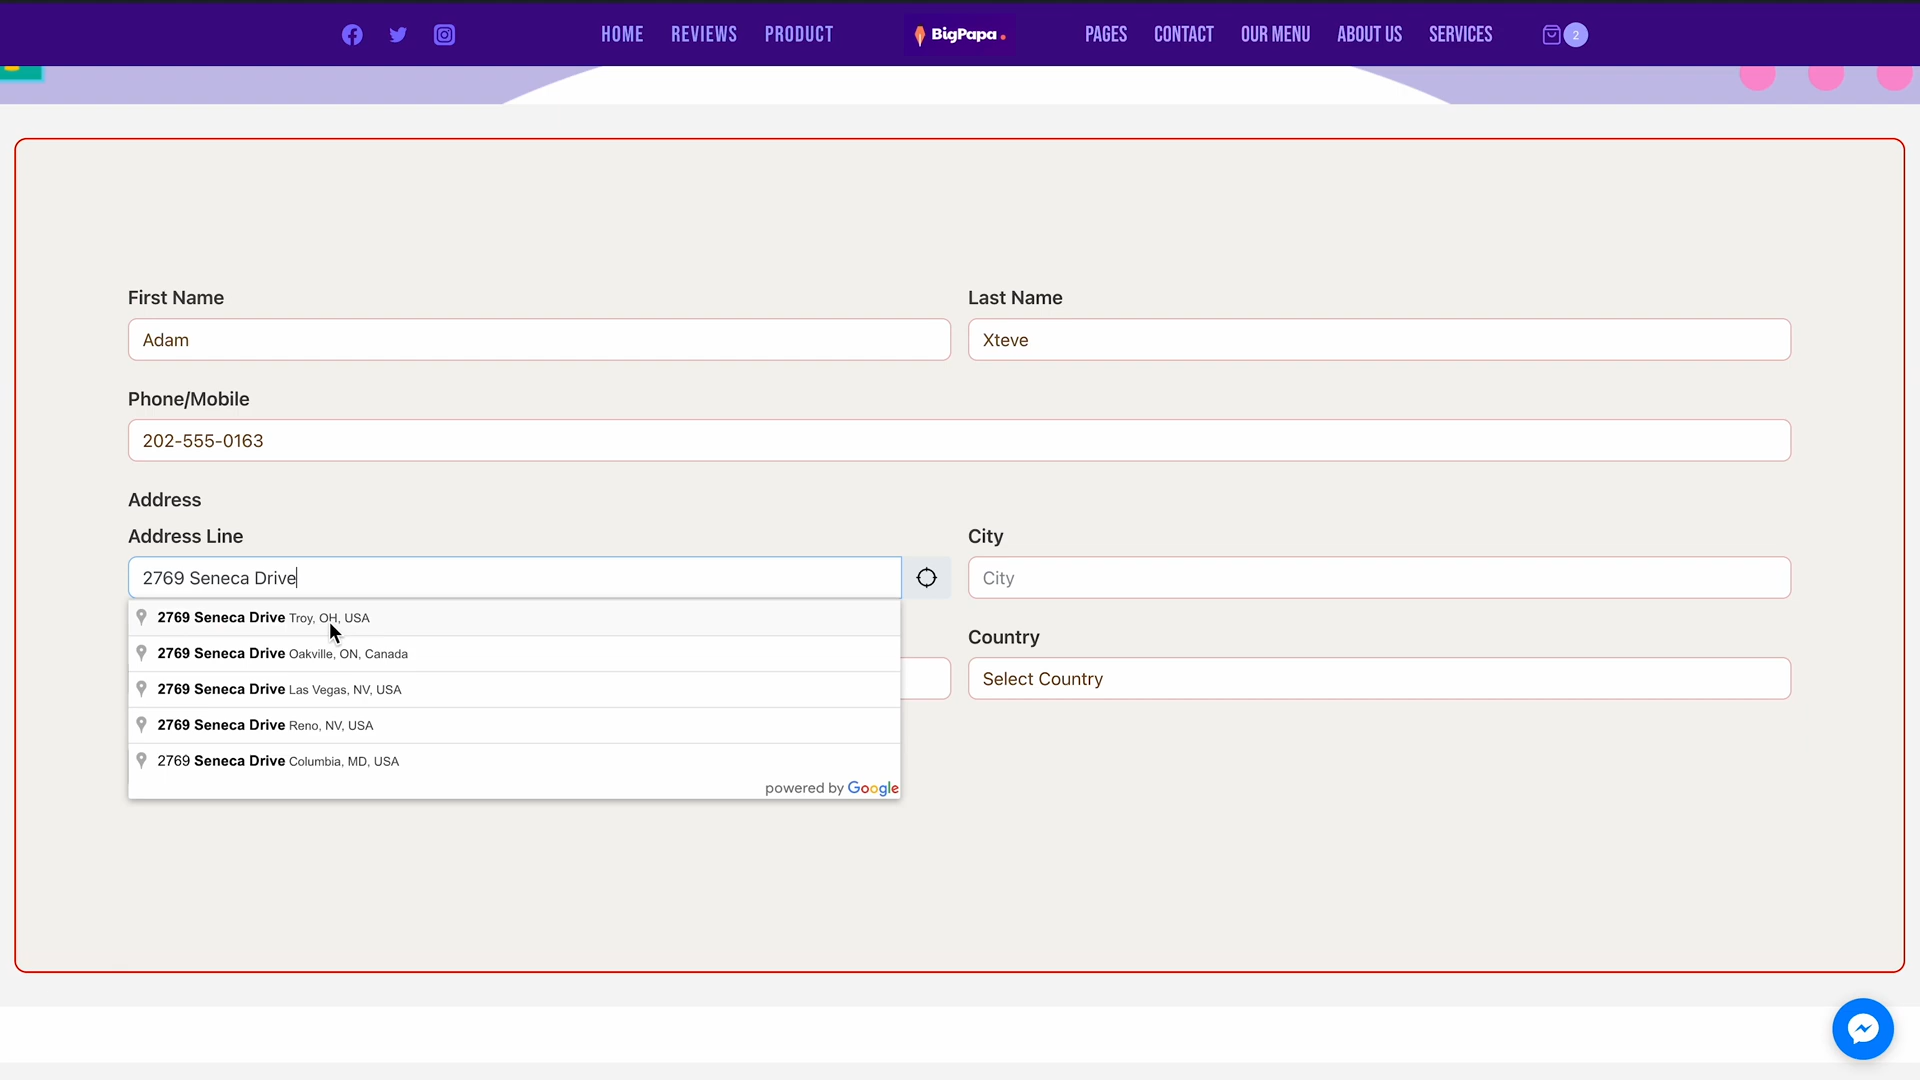 HOME REVIEWS PRODUCT BigPapa. PAGES CONTACT OUR MENU ABOUT US SERVICES 2
First Name Last Name
Adam Xteve
Phone/Mobile
202-555-0163
Address
Address Line City
2769 Seneca Drive City
2769 Seneca Drive Troy, OH, USA
Country
2769 Seneca Drive Oakville, ON, Canada
Select Country
2769 Seneca Drive Las Vegas, NV, USA
2769 Seneca Drive Reno, NV, USA
2769 Seneca Drive Columbia, MD, USA
powered by Google